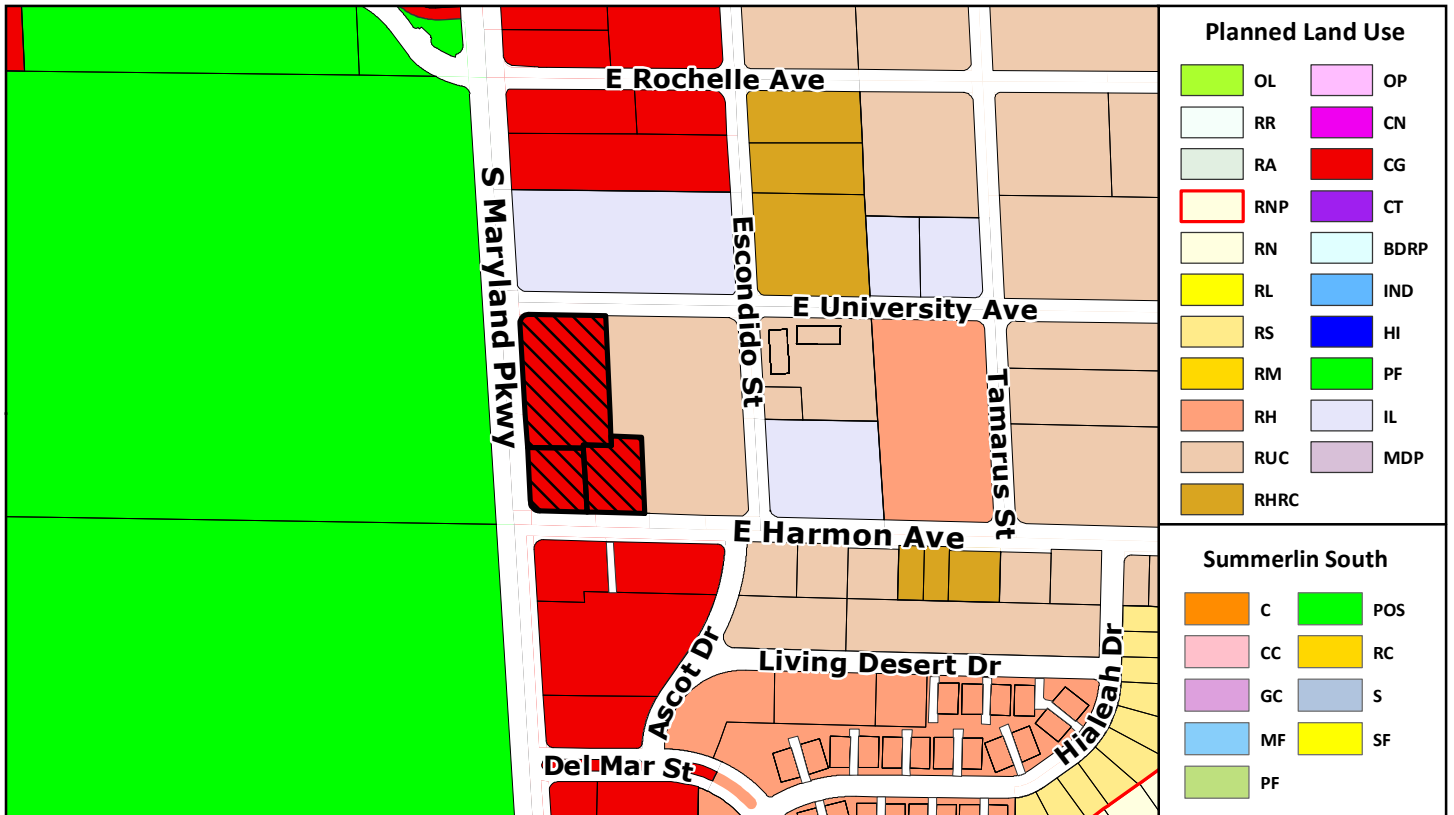 E Rochelle Ave
S Maryland Pkwy
Escondido St
E University Ave
Tamarus St
E Harmon Ave
Ascot Dr
Living Desert Dr
Hialeah Dr
Del Mar St
Planned Land Use
OL
OP
RR
CN
RA
CG
RNP
CT
RN
BDRP
RL
IND
RS
HI
RM
PF
RH
IL
RUC
MDP
RHRC
Summerlin South
C
POS
CC
RC
GC
S
MF
SF
PF